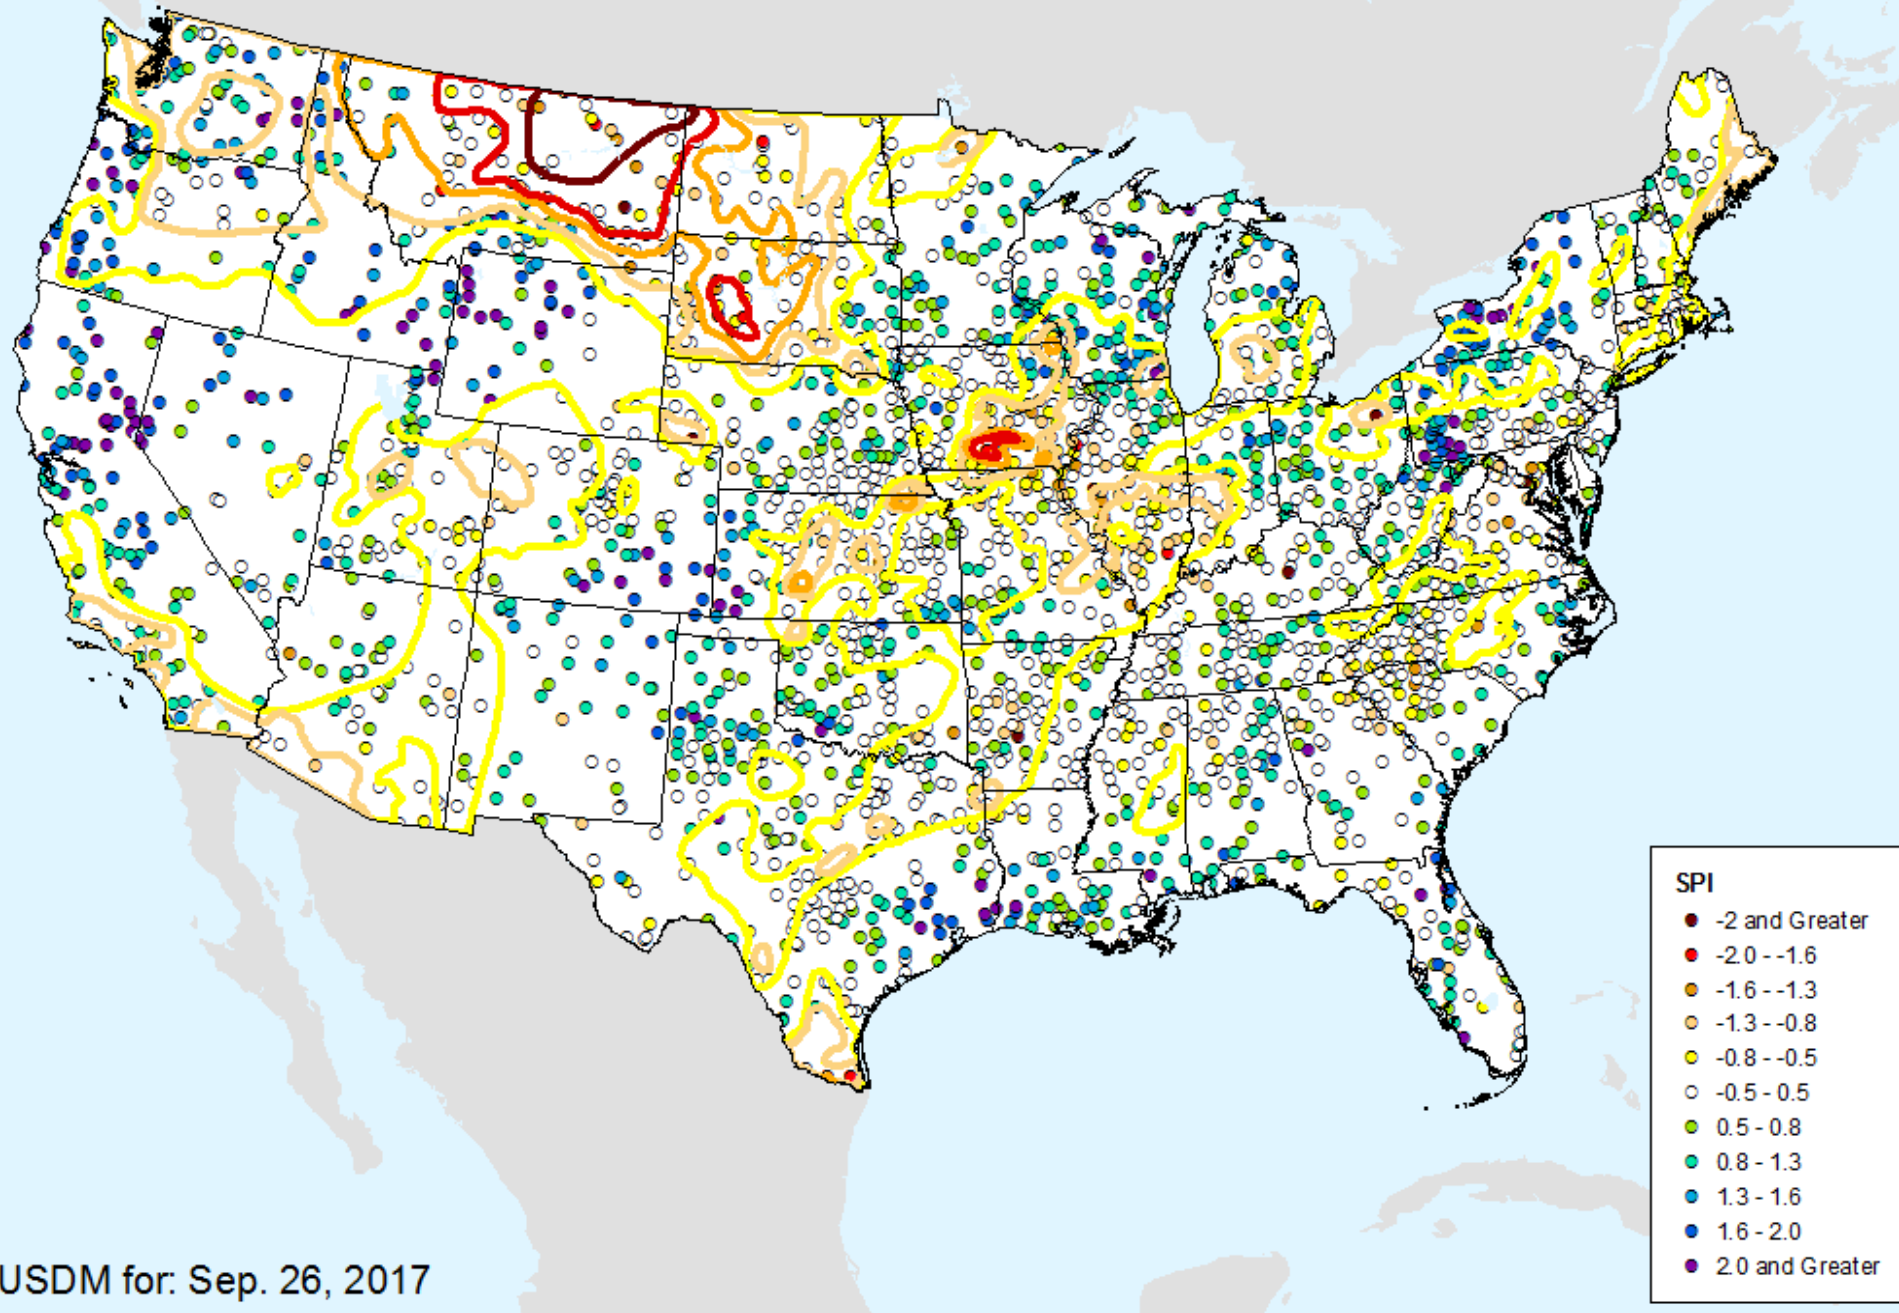 SPI
-2 and Greater
-2.0 - -1.6
-1.6 - -1.3
-1.3 - -0.8
-0.8 - -0.5
-0.5 - 0.5
0.5 - 0.8
0.8 - 1.3
1.3 - 1.6
1.6 - 2.0
2.0 and Greater
USDM for: Sep. 26, 2017